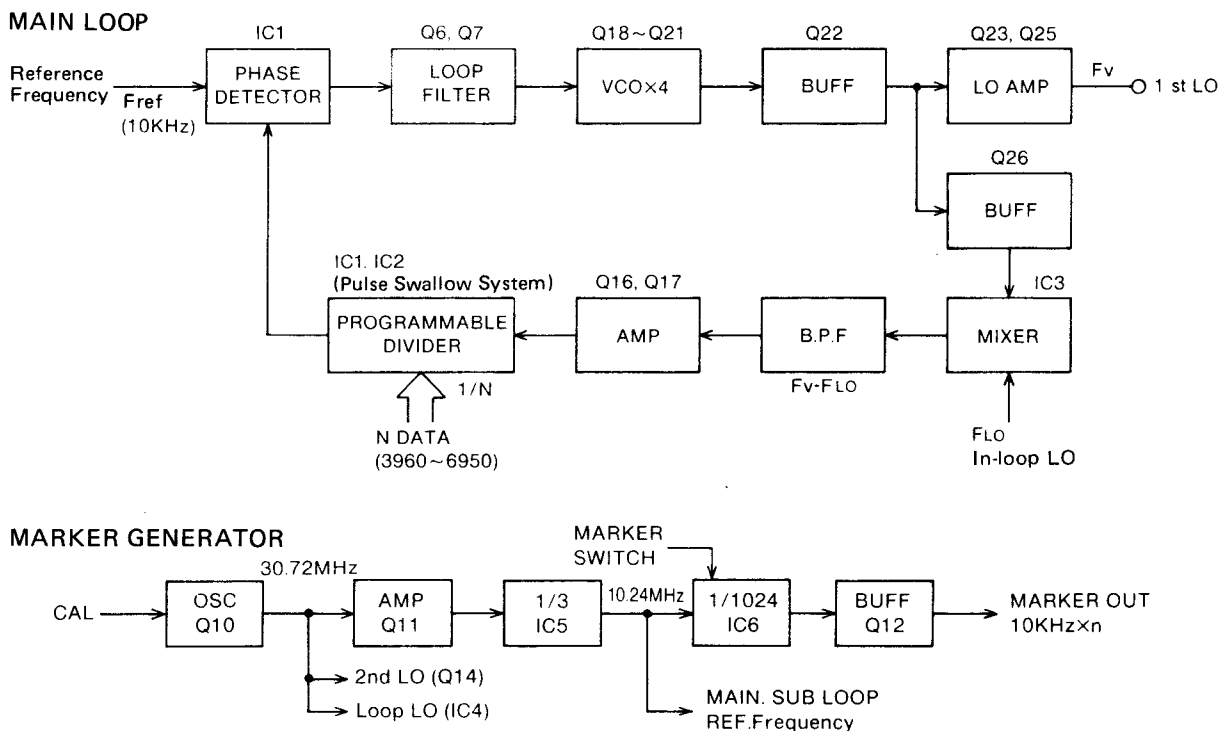 MAIN LOOP
IC1
Q6, Q7
Q18~Q21
Q22
Q23, Q25
Reference
Frequency
Fref
(10KHz)
PHASE
DETECTOR
LOOP
FILTER
VCO×4
BUFF
LO AMP
Fv
1 st LO
Q26
BUFF
IC1. IC2
(Pulse Swallow System)
Q16, Q17
IC3
PROGRAMMABLE
DIVIDER
AMP
B.P.F
MIXER
1/N
Fv-FLO
N DATA
(3960~6950)
FLO
In-loop LO
MARKER GENERATOR
MARKER
SWITCH
30.72MHz
10.24MHz
CAL
OSC
Q10
AMP
Q11
1/3
IC5
1/1024
IC6
BUFF
Q12
MARKER OUT
10KHz×n
2nd LO (Q14)
Loop LO (IC4)
MAIN. SUB LOOP
REF.Frequency